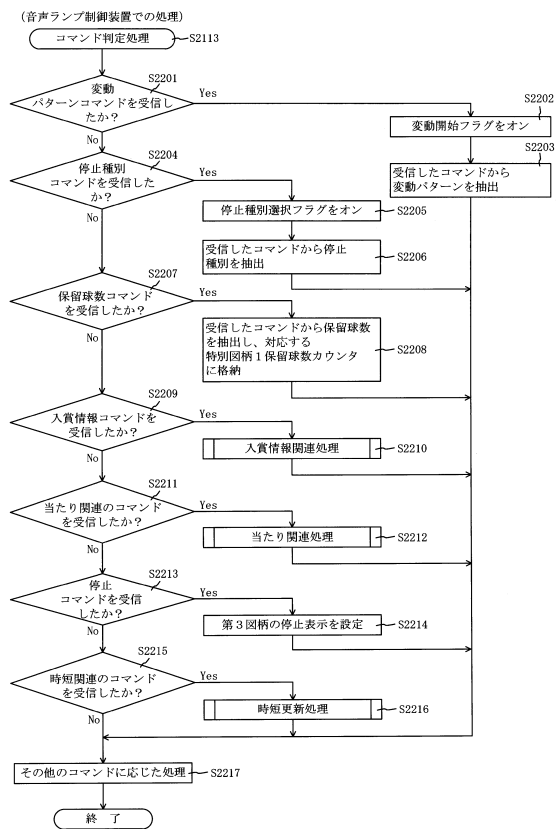 （音声ランプ制御装置での処理）
コマンド判定処理
S2113
S2201
変動
パターンコマンドを受信し
たか？
Yes
No
S2202
変動開始フラグをオン
S2203
受信したコマンドから
変動パターンを抽出
S2204
停止種別
コマンドを受信した
か？
Yes
No
停止種別選択フラグをオン
S2205
受信したコマンドから停止
種別を抽出
S2206
S2207
保留球数コマンド
を受信したか？
Yes
No
受信したコマンドから保留球数
を抽出し、対応する
特別図柄１保留球数カウンタ
に格納
S2208
S2209
入賞情報コマンドを
受信したか？
Yes
No
入賞情報関連処理
S2210
S2211
当たり関連のコマンド
を受信したか？
Yes
No
当たり関連処理
S2212
S2213
停止
コマンドを受信
したか？
Yes
No
第３図柄の停止表示を設定
S2214
S2215
時短関連のコマンド
を受信したか？
Yes
No
時短更新処理
S2216
その他のコマンドに応じた処理
S2217
終 了